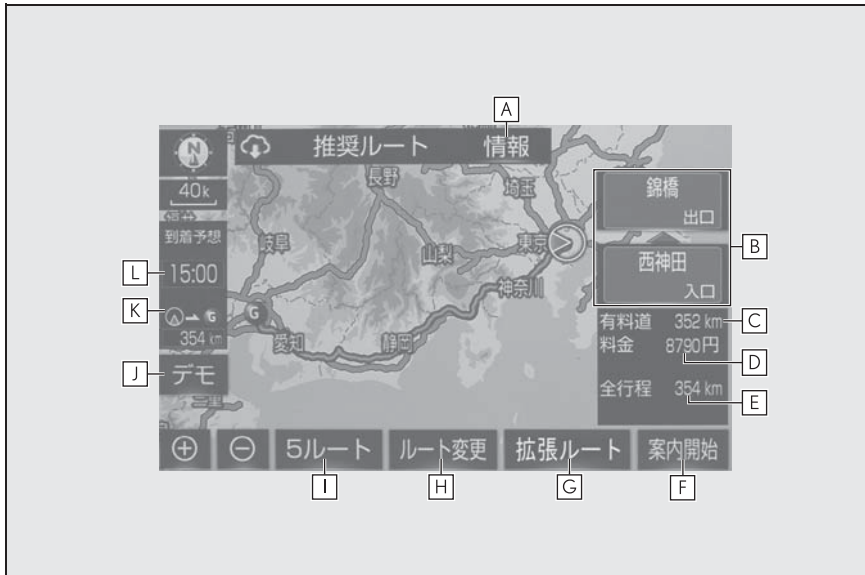 A
N
推奨ルート 情報
40k
福井
長野
埼玉
錦橋
出口
B
到着予想
岐阜
山梨
東京
西神田
入口
L
15:00
神奈川
K
G
G
354 km
愛知
静岡
有料道 352 km
C
料金 8790円
D
J
デモ
全行程 354 km
E
三重
5ルート
ルート変更
拡張ルート
案内開始
I
H
G
F